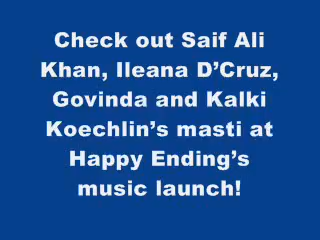 Check out Saif Ali
Khan, Ileana D’Cruz,
Govinda and Kalki
Koechlin’s masti at
Happy Ending’s
music launch!